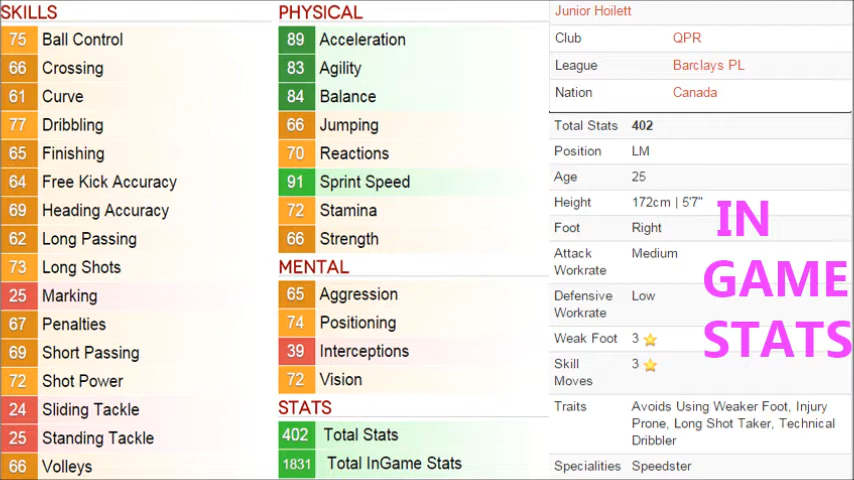 SKILLS
75 Ball Control
66 Crossing
61 Curve
77 Dribbling
65 Finishing
64 Free Kick Accuracy
69 Heading Accuracy
62 Long Passing
73 Long Shots
25 Marking
67 Penalties
69 Short Passing
72 Shot Power
24 Sliding Tackle
25 Standing Tackle
66 Volleys
PHYSICAL
89 Acceleration
83 Agility
84 Balance
66 Jumping
70 Reactions
91 Sprint Speed
72 Stamina
66 Strength
MENTAL
65 Aggression
74 Positioning
39 Interceptions
72 Vision
STATS
402 Total Stats
1831 Total InGame Stats
Junior Hoilett
Club QPR
League Barclays PL
Nation Canada
Total Stats 402
Position LM
Age 25
Height 172cm | 5'7"
Foot Right
Attack Workrate Medium
Defensive Workrate Low
Weak Foot 3
Skill Moves 3
Traits Avoids Using Weaker Foot, Injury
Prone, Long Shot Taker, Technical
Dribbler
Specialities Speedster
IN
GAME
STATS